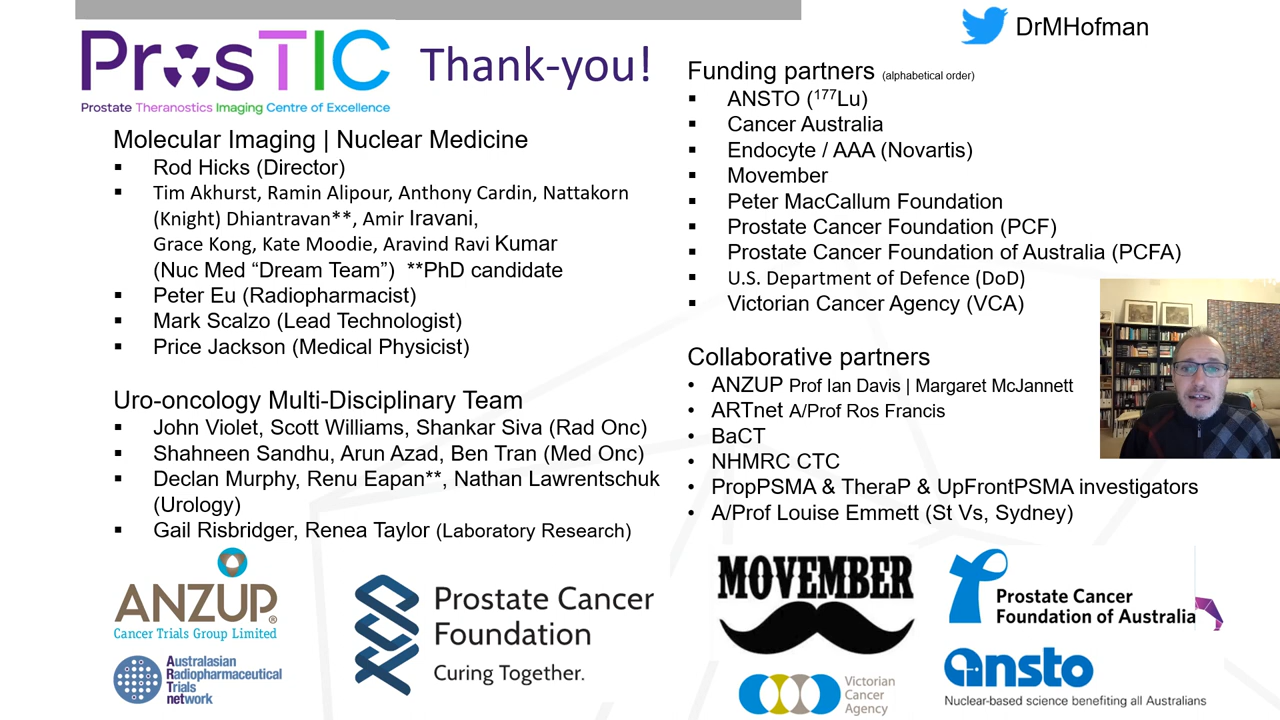 DrMHofman
ProsTIC
Prostate Theranostics Imaging Centre of Excellence
Thank-you!
Molecular Imaging | Nuclear Medicine
▪ Rod Hicks (Director)
▪ Tim Akhurst, Ramin Alipour, Anthony Cardin, Nattakorn
(Knight) Dhiantravan**, Amir Iravani,
Grace Kong, Kate Moodie, Aravind Ravi Kumar
(Nuc Med “Dream Team”) **PhD candidate
▪ Peter Eu (Radiopharmacist)
▪ Mark Scalzo (Lead Technologist)
▪ Price Jackson (Medical Physicist)
Uro-oncology Multi-Disciplinary Team
▪ John Violet, Scott Williams, Shankar Siva (Rad Onc)
▪ Shahneen Sandhu, Arun Azad, Ben Tran (Med Onc)
▪ Declan Murphy, Renu Eapan**, Nathan Lawrentschuk
(Urology)
▪ Gail Risbridger, Renea Taylor (Laboratory Research)
Funding partners (alphabetical order)
▪ ANSTO (¹⁷⁷Lu)
▪ Cancer Australia
▪ Endocyte / AAA (Novartis)
▪ Movember
▪ Peter MacCallum Foundation
▪ Prostate Cancer Foundation (PCF)
▪ Prostate Cancer Foundation of Australia (PCFA)
▪ U.S. Department of Defence (DoD)
▪ Victorian Cancer Agency (VCA)
Collaborative partners
• ANZUP Prof Ian Davis | Margaret McJannett
• ARTnet A/Prof Ros Francis
• BaCT
• NHMRC CTC
• PropPSMA & TheraP & UpFrontPSMA investigators
• A/Prof Louise Emmett (St Vs, Sydney)
ANZUP®
Cancer Trials Group Limited
Australasian
Radiopharmaceutical
Trials
network
Prostate Cancer
Foundation
Curing Together.
MOVEMBER
Victorian
Cancer
Agency
Prostate Cancer
Foundation of Australia
ansto
Nuclear-based science benefiting all Australians